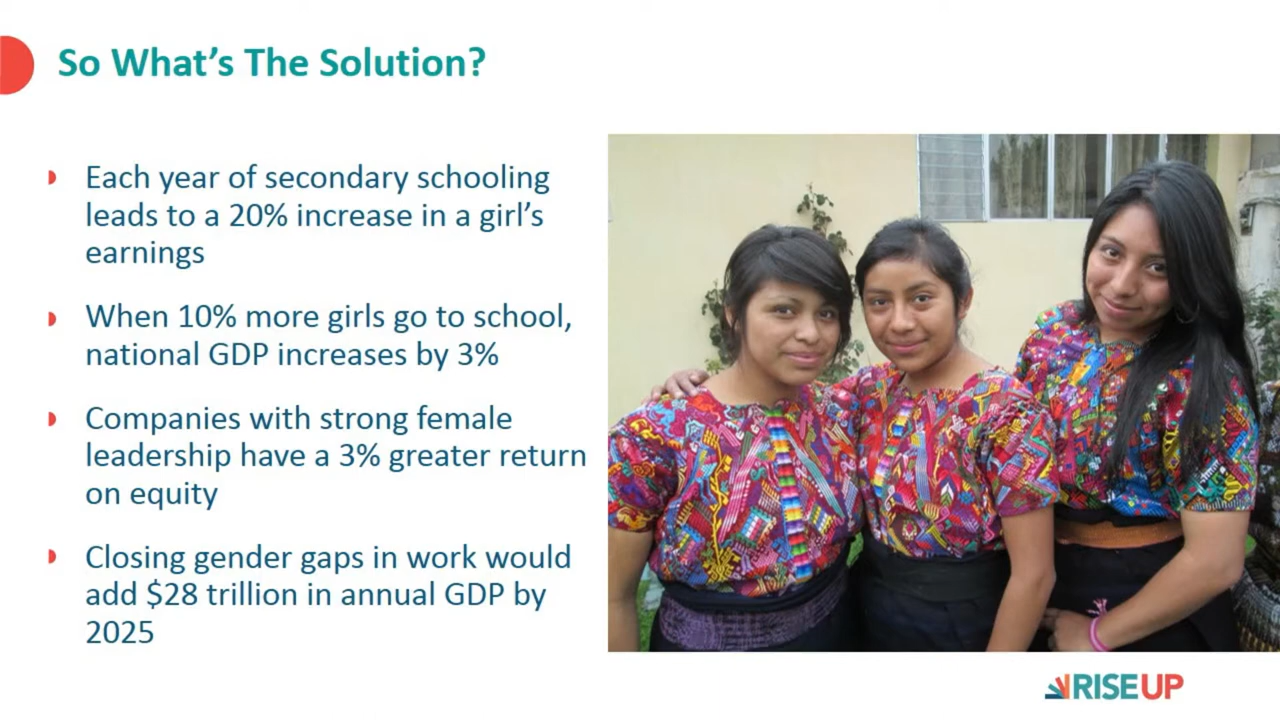 So What's The Solution?
Each year of secondary schooling
leads to a 20% increase in a girl's
earnings
When 10% more girls go to school,
national GDP increases by 3%
Companies with strong female
leadership have a 3% greater return
on equity
Closing gender gaps in work would
add $28 trillion in annual GDP by
2025
RISEUP